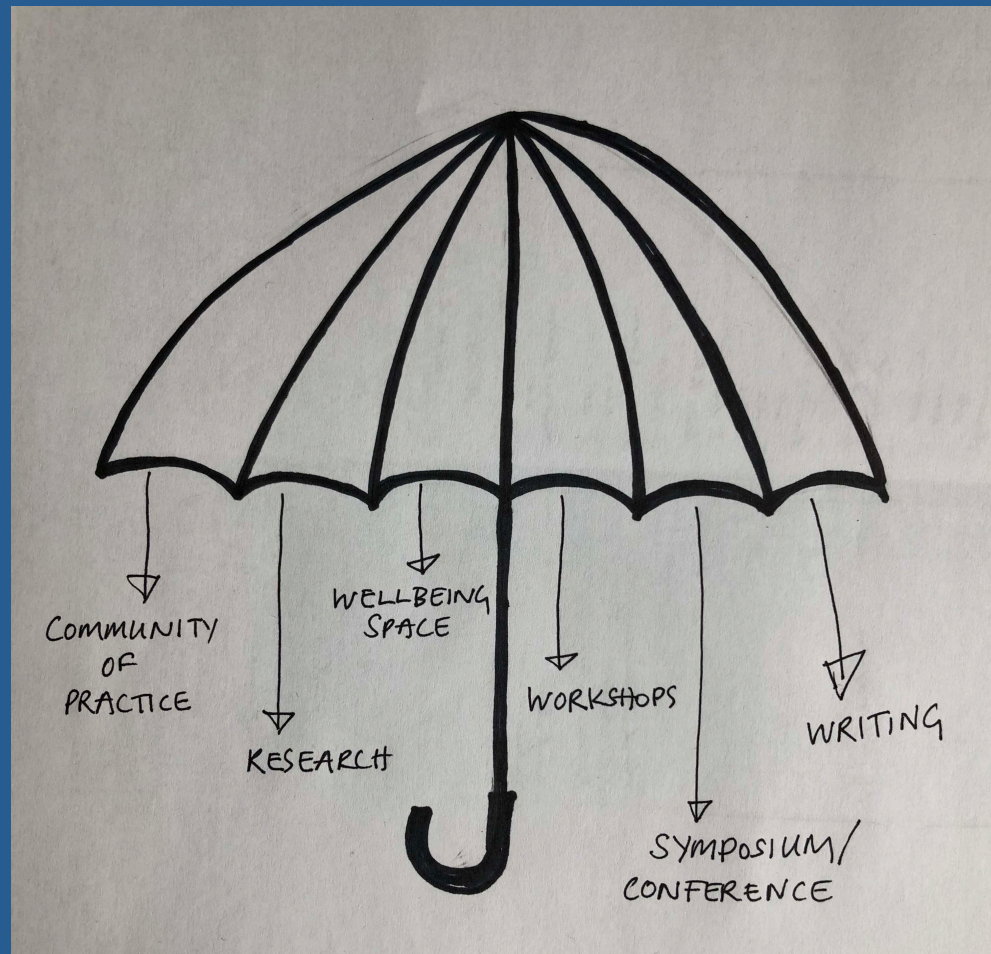 COMMUNITY
OF
PRACTICE
RESEARCH
WELLBEING
SPACE
WORKSHOPS
SYMPOSIUM/
CONFERENCE
WRITING